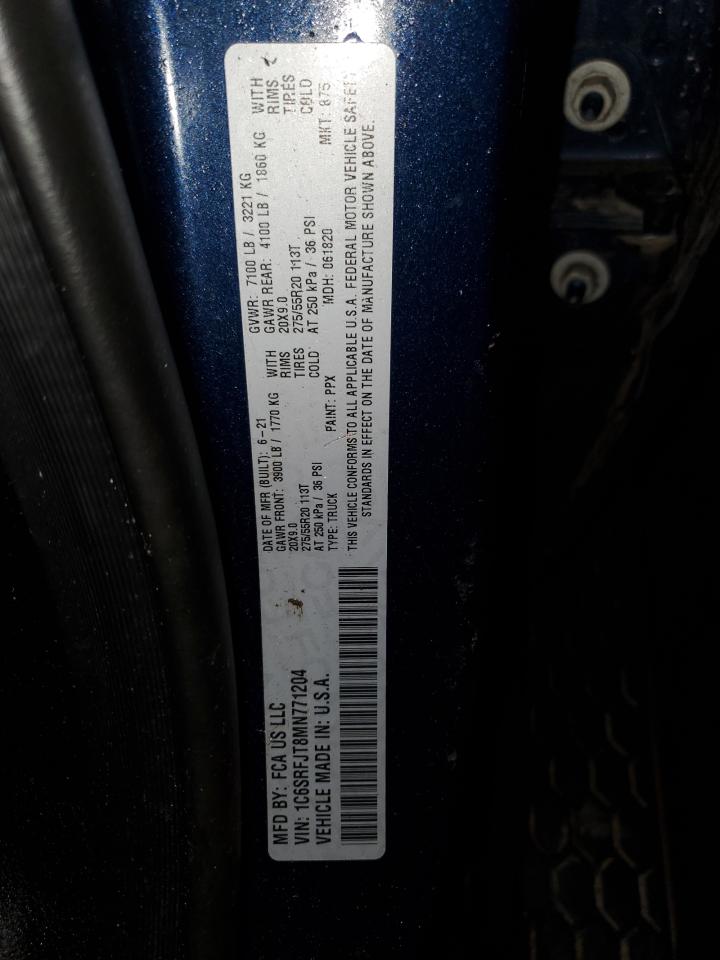 MFD BY: FCA US LLC
VIN: 1C6SRFJT8MN771204
VEHICLE MADE IN: U.S.A.
DATE OF MFR (BUILT): 6-21 GVWR: 7100 LB / 3221 KG
GAWR FRONT: 3900 LB / 1770 KG WITH GAWR REAR: 4100 LB / 1860 KG WITH
20X9.0 RIMS 20X9.0 RIMS
275/55R20 113T TIRES 275/55R20 113T TIRES
AT 250 kPa / 36 PSI COLD AT 250 kPa / 36 PSI COLD
TYPE: TRUCK PAINT: PPX MDH: 061820 MKT: 875
THIS VEHICLE CONFORMS TO ALL APPLICABLE U.S.A. FEDERAL MOTOR VEHICLE SAFETY
STANDARDS IN EFFECT ON THE DATE OF MANUFACTURE SHOWN ABOVE.